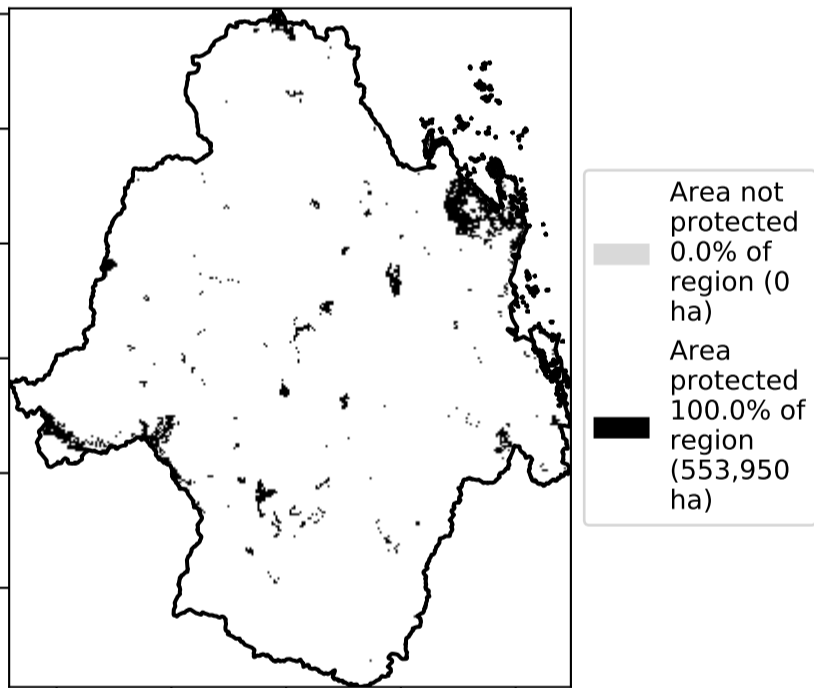 Area not
protected
0.0% of
region (0
ha)
Area
protected
100.0% of
region
(553,950
ha)